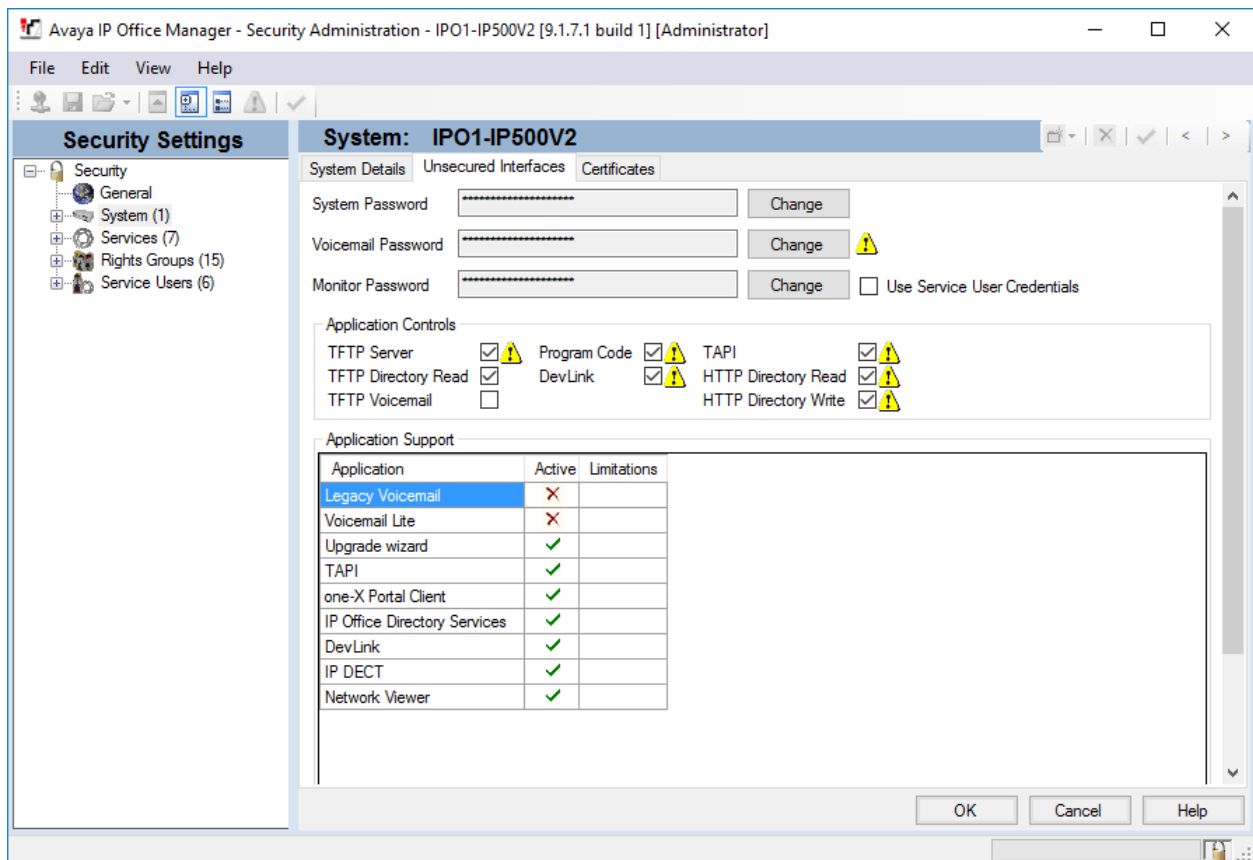 Avaya IP Office Manager - Security Administration - IPO1-IP500V2 [9.1.7.1 build 1] [Administrator]
File Edit View Help
Security Settings
Security
General
System (1)
Services (7)
Rights Groups (15)
Service Users (6)
System: IPO1-IP500V2
System Details Unsecured Interfaces Certificates
System Password ******************** Change
Voicemail Password ******************** Change
Monitor Password ******************** Change Use Service User Credentials
Application Controls
TFTP Server Program Code TAPI
TFTP Directory Read DevLink HTTP Directory Read
TFTP Voicemail HTTP Directory Write
Application Support
Application Active Limitations
Legacy Voicemail
Voicemail Lite
Upgrade wizard
TAPI
one-X Portal Client
IP Office Directory Services
DevLink
IP DECT
Network Viewer
OK Cancel Help